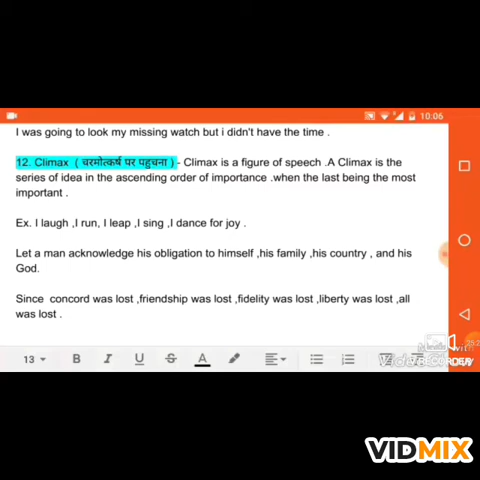 10:06
I was going to look my missing watch but i didn't have the time .
12. Climax ( चरमोत्कर्ष पर पहुचना ) - Climax is a figure of speech .A Climax is the
series of idea in the ascending order of importance .when the last being the most
important .
Ex. I laugh ,I run, I leap ,I sing ,I dance for joy .
Let a man acknowledge his obligation to himself ,his family ,his country , and his
God.
Since concord was lost ,friendship was lost ,fidelity was lost ,liberty was lost ,all
was lost .
13 B I U S A
RECORDER
VIDMIX